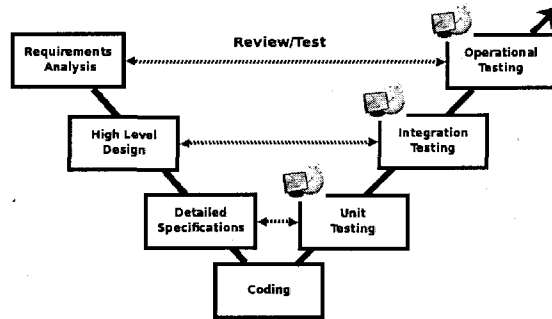 Review/Test
Requirements
Analysis
Operational
Testing
High Level
Design
Integration
Testing
Detailed
Specifications
Unit
Testing
Coding